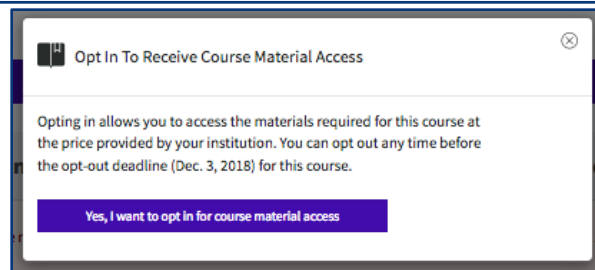 Opt In To Receive Course Material Access
Opting in allows you to access the materials required for this course at
the price provided by your institution. You can opt out any time before
the opt-out deadline (Dec. 3, 2018) for this course.
Yes, I want to opt in for course material access